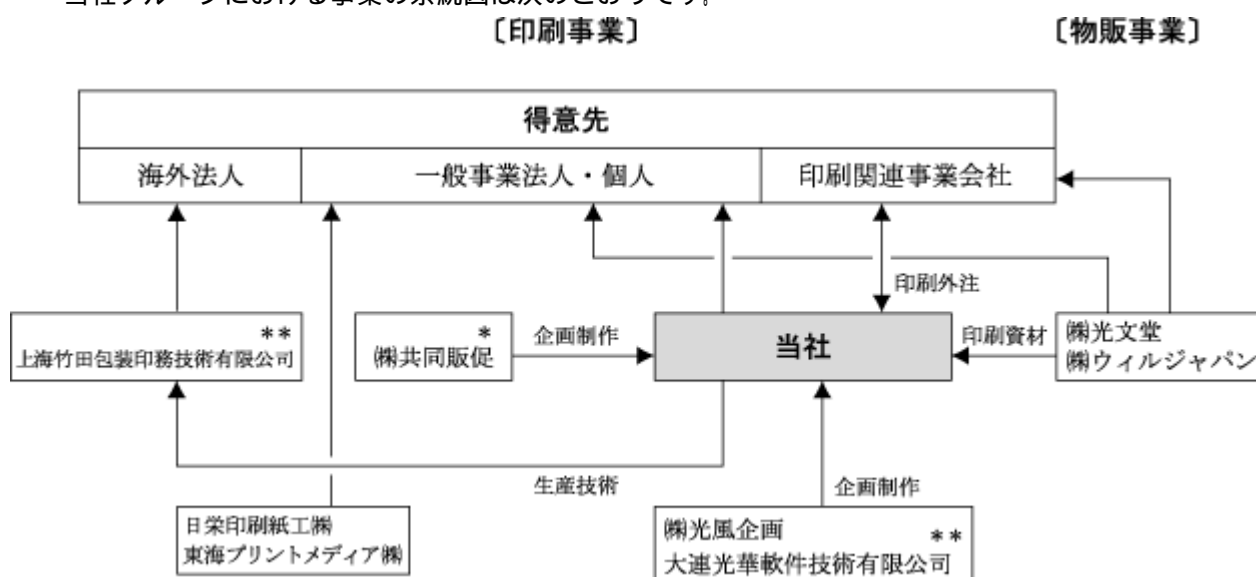 当社グループにおける事業の系統図は次のとおりです。
〔印刷事業〕
〔物販事業〕
得意先
海外法人
一般事業法人・個人
印刷関連事業会社
印刷外注
**
上海竹田包装印務技術有限公司
*
㈱共同販促
企画制作
当社
印刷資材
㈱光文堂
㈱ウィルジャパン
生産技術
企画制作
日栄印刷紙工㈱
東海プリントメディア㈱
㈱光風企画
**
大連光華軟件技術有限公司